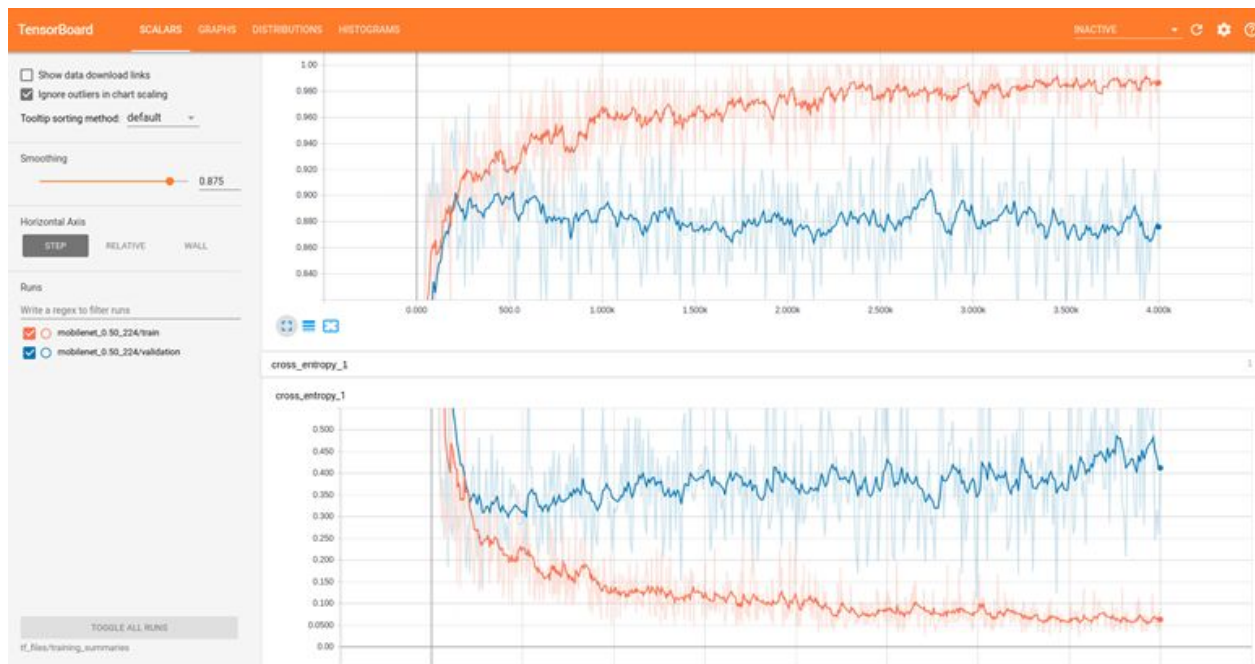 TensorBoard SCALARS GRAPHS DISTRIBUTIONS HISTOGRAMS INACTIVE
Show data download links
Ignore outliers in chart scaling
Tooltip sorting method: default
Smoothing
0.875
Horizontal Axis
STEP RELATIVE WALL
Runs
Write a regex to filter runs
mobilenet_0.50_224/train
mobilenet_0.50_224/validation
TOGGLE ALL RUNS
tf_files/training_summaries
1.00
0.980
0.960
0.940
0.920
0.900
0.880
0.860
0.840
0.000 500.0 1.000k 1.500k 2.000k 2.500k 3.000k 3.500k 4.000k
cross_entropy_1 1
cross_entropy_1
0.500
0.450
0.400
0.350
0.300
0.250
0.200
0.150
0.100
0.0500
0.00